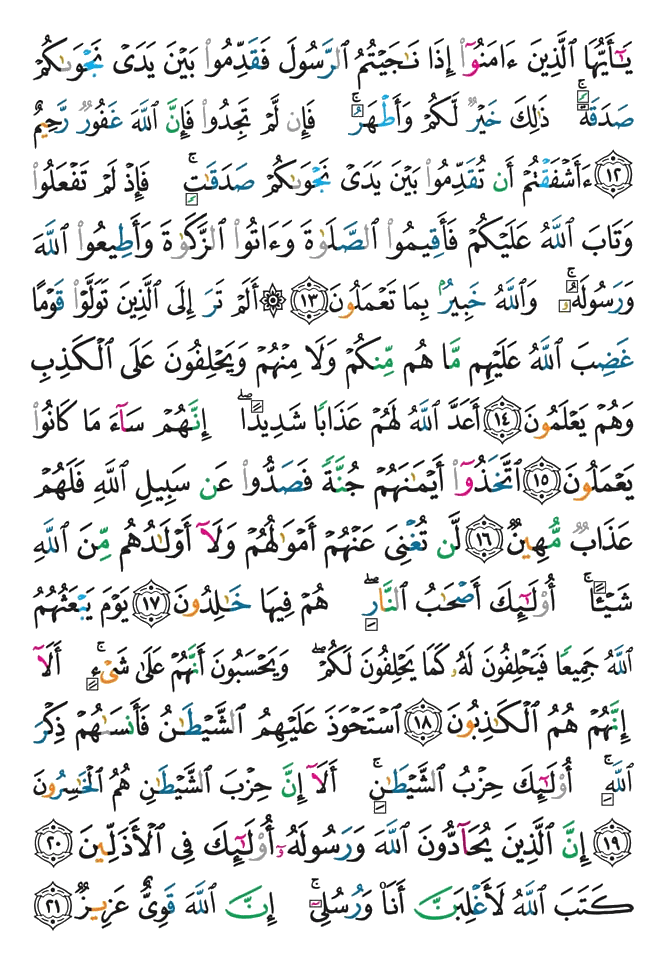 يَـٰٓأَيُّهَا ٱلَّذِينَ ءَامَنُوٓا۟ إِذَا نَـٰجَيْتُمُ ٱلرَّسُولَ فَقَدِّمُوا۟ بَيْنَ يَدَىْ نَجْوَىٰكُمْ
صَدَقَةًۭ ۚ ذَٰلِكَ خَيْرٌۭ لَّكُمْ وَأَطْهَرُ ۚ فَإِن لَّمْ تَجِدُوا۟ فَإِنَّ ٱللَّهَ غَفُورٌۭ رَّحِيمٌ
١٢ ءَأَشْفَقْتُمْ أَن تُقَدِّمُوا۟ بَيْنَ يَدَىْ نَجْوَىٰكُمْ صَدَقَـٰتٍۢ ۚ فَإِذْ لَمْ تَفْعَلُوا۟
وَتَابَ ٱللَّهُ عَلَيْكُمْ فَأَقِيمُوا۟ ٱلصَّلَوٰةَ وَءَاتُوا۟ ٱلزَّكَوٰةَ وَأَطِيعُوا۟ ٱللَّهَ
وَرَسُولَهُۥ ۚ وَٱللَّهُ خَبِيرٌۢ بِمَا تَعْمَلُونَ ١٣ ۞ أَلَمْ تَرَ إِلَى ٱلَّذِينَ تَوَلَّوْا۟ قَوْمًا
غَضِبَ ٱللَّهُ عَلَيْهِم مَّا هُم مِّنكُمْ وَلَا مِنْهُمْ وَيَحْلِفُونَ عَلَى ٱلْكَذِبِ
وَهُمْ يَعْلَمُونَ ١٤ أَعَدَّ ٱللَّهُ لَهُمْ عَذَابًۭا شَدِيدًا ۖ إِنَّهُمْ سَآءَ مَا كَانُوا۟
يَعْمَلُونَ ١٥ ٱتَّخَذُوٓا۟ أَيْمَـٰنَهُمْ جُنَّةًۭ فَصَدُّوا۟ عَن سَبِيلِ ٱللَّهِ فَلَهُمْ
عَذَابٌۭ مُّهِينٌۭ ١٦ لَّن تُغْنِىَ عَنْهُمْ أَمْوَٰلُهُمْ وَلَآ أَوْلَـٰدُهُم مِّنَ ٱللَّهِ
شَيْـًٔا ۚ أُو۟لَـٰٓئِكَ أَصْحَـٰبُ ٱلنَّارِ ۖ هُمْ فِيهَا خَـٰلِدُونَ ١٧ يَوْمَ يَبْعَثُهُمُ
ٱللَّهُ جَمِيعًۭا فَيَحْلِفُونَ لَهُۥ كَمَا يَحْلِفُونَ لَكُمْ ۖ وَيَحْسَبُونَ أَنَّهُمْ عَلَىٰ شَىْءٍ ۚ أَلَآ
إِنَّهُمْ هُمُ ٱلْكَـٰذِبُونَ ١٨ ٱسْتَحْوَذَ عَلَيْهِمُ ٱلشَّيْطَـٰنُ فَأَنسَىٰهُمْ ذِكْرَ
ٱللَّهِ ۚ أُو۟لَـٰٓئِكَ حِزْبُ ٱلشَّيْطَـٰنِ ۚ أَلَآ إِنَّ حِزْبَ ٱلشَّيْطَـٰنِ هُمُ ٱلْخَـٰسِرُونَ
١٩ إِنَّ ٱلَّذِينَ يُحَآدُّونَ ٱللَّهَ وَرَسُولَهُۥٓ أُو۟لَـٰٓئِكَ فِى ٱلْأَذَلِّينَ ٢٠
كَتَبَ ٱللَّهُ لَأَغْلِبَنَّ أَنَا۠ وَرُسُلِىٓ ۚ إِنَّ ٱللَّهَ قَوِىٌّ عَزِيزٌۭ ٢١